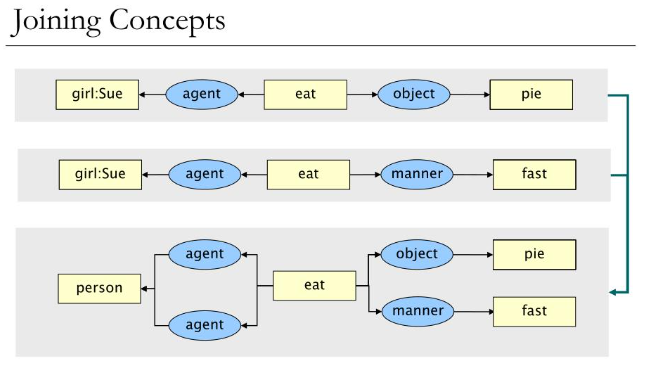 Joining Concepts
girl:Sue agent eat object pie
girl:Sue agent eat manner fast
agent object pie
person eat
agent manner fast